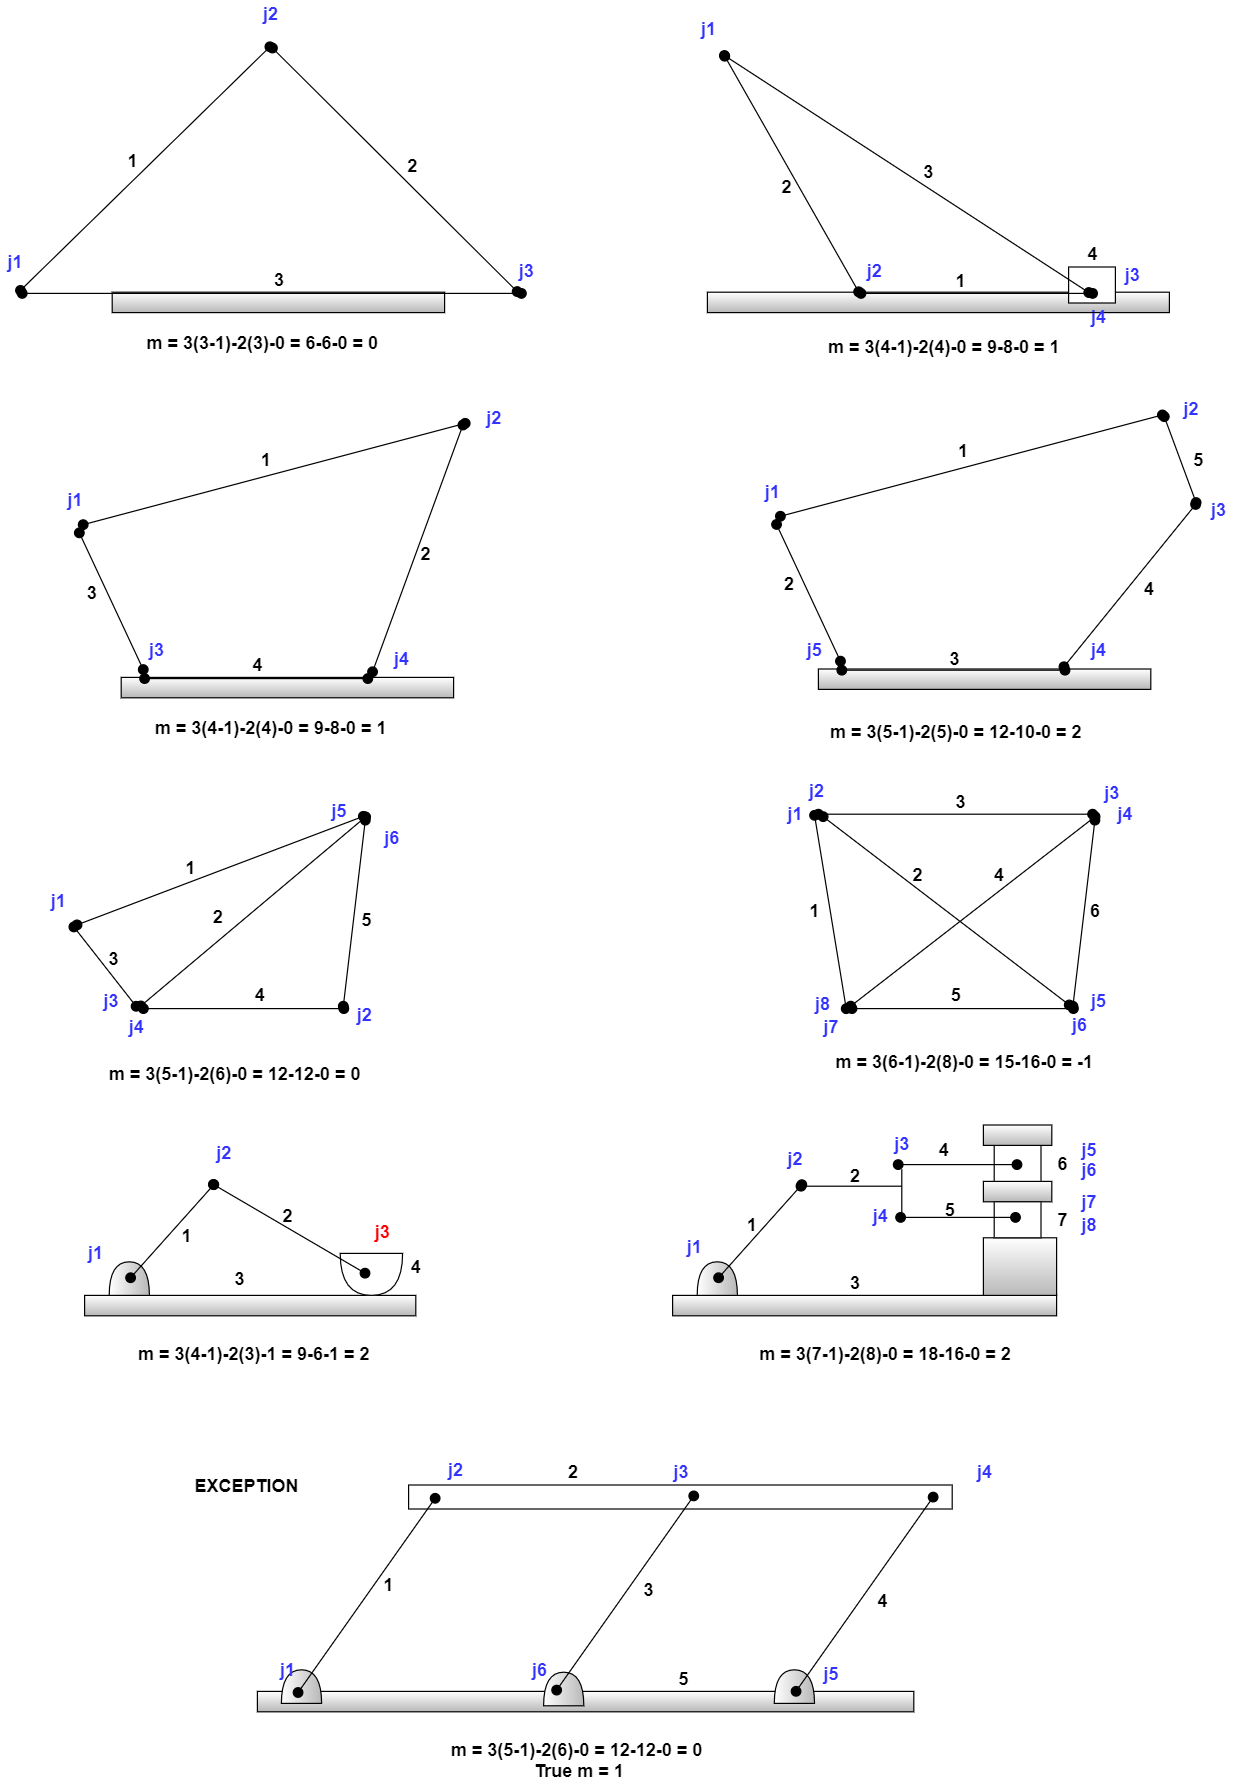 j2
1
2
j1
3
j3
m = 3(3-1)-2(3)-0 = 6-6-0 = 0
j1
3
2
4
j2
1
j3
j4
m = 3(4-1)-2(4)-0 = 9-8-0 = 1
j2
1
j1
2
3
j3
4
j4
m = 3(4-1)-2(4)-0 = 9-8-0 = 1
j2
1
5
j1
j3
2
4
j5
3
j4
m = 3(5-1)-2(5)-0 = 12-10-0 = 2
j5
j6
1
j1
2
5
3
j3
4
j4
j2
m = 3(5-1)-2(6)-0 = 12-12-0 = 0
j2
3
j3
j1
j4
2
4
1
6
j8
5
j5
j7
j6
m = 3(6-1)-2(8)-0 = 15-16-0 = -1
j2
2
1
j3
j1
3
4
m = 3(4-1)-2(3)-1 = 9-6-1 = 2
j3
4
j5
j2
6
j6
2
j7
j4
5
7
j8
1
j1
3
m = 3(7-1)-2(8)-0 = 18-16-0 = 2
EXCEPTION
j2
2
j3
j4
1
3
4
j1
j6
5
j5
m = 3(5-1)-2(6)-0 = 12-12-0 = 0
True m = 1